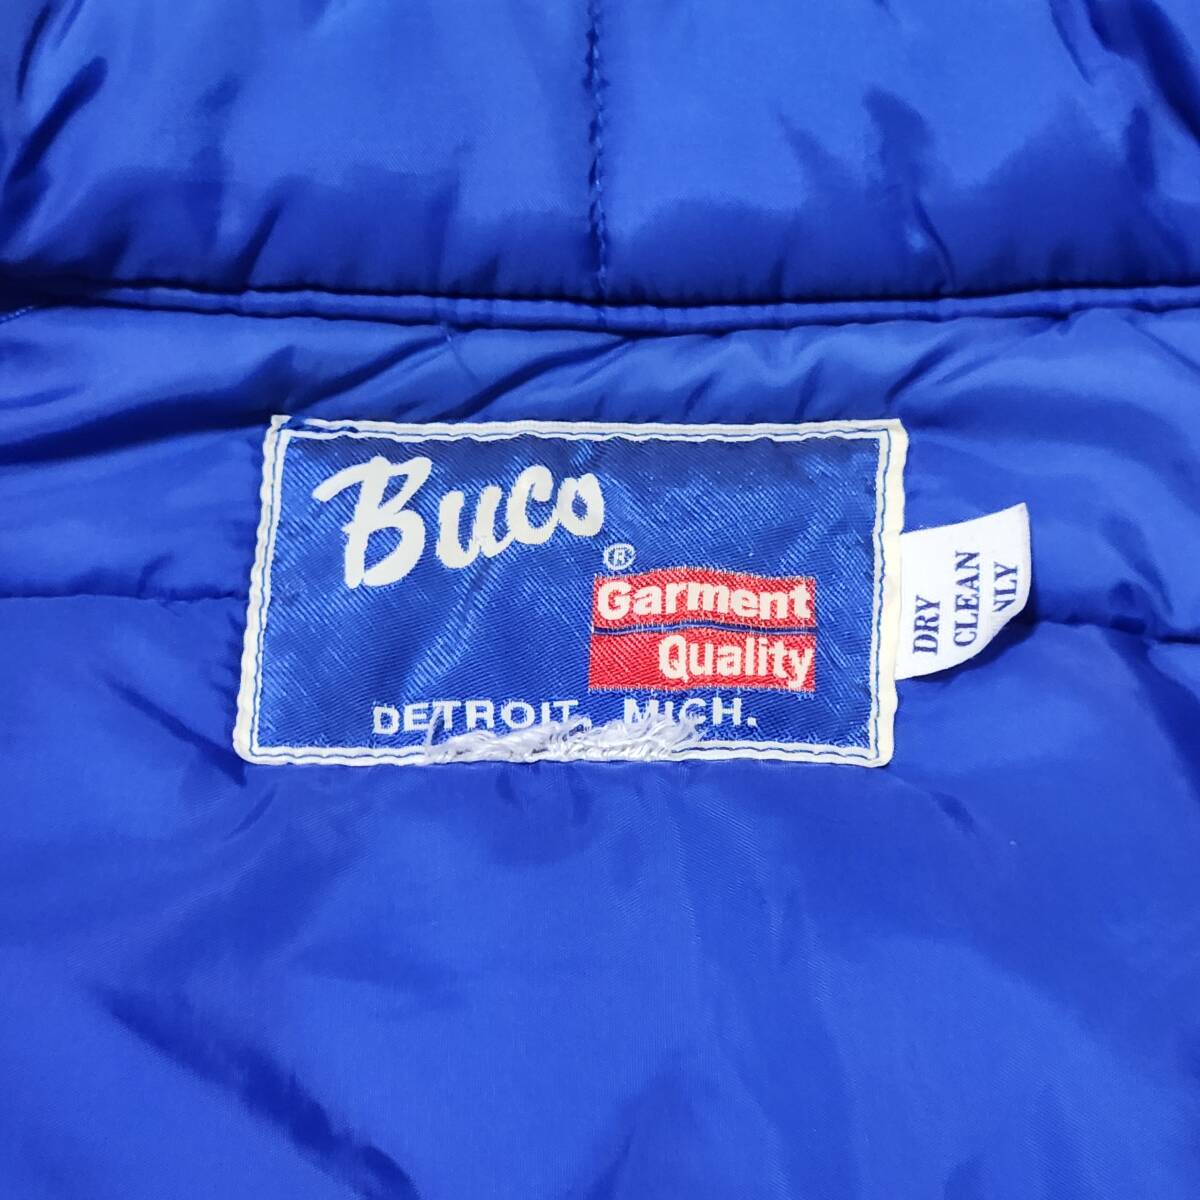 Buco
®
Garment
Quality
DETROIT, MICH.
DRY
CLEAN